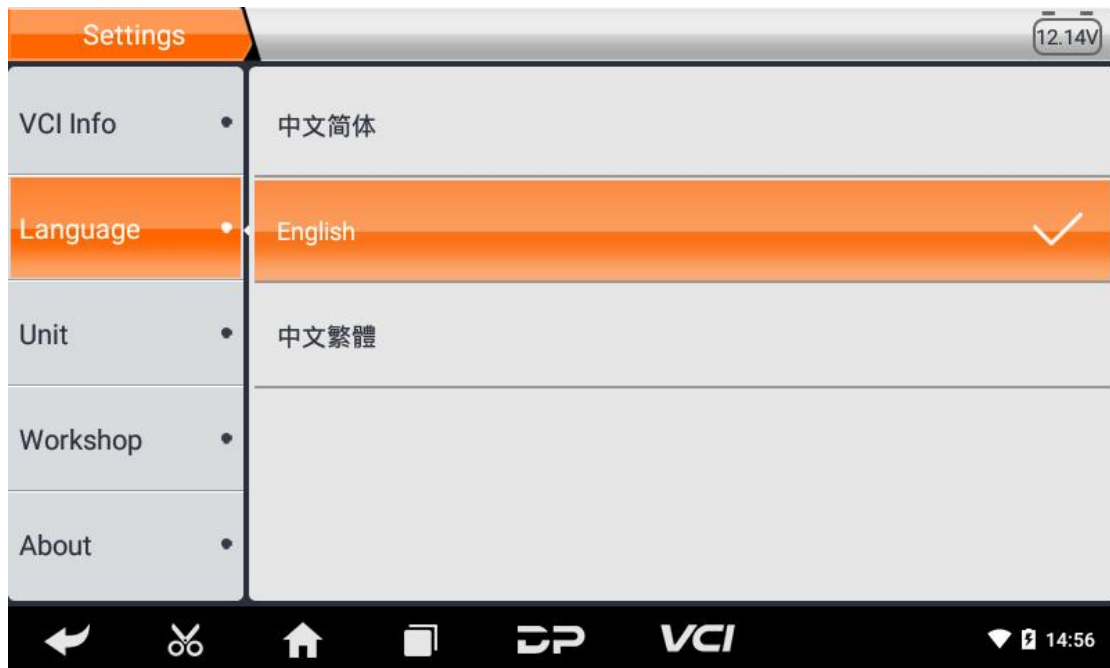 Settings
12.14V
VCI Info
中文简体
Language
English
Unit
中文繁體
Workshop
About
DP
VCI
14:56